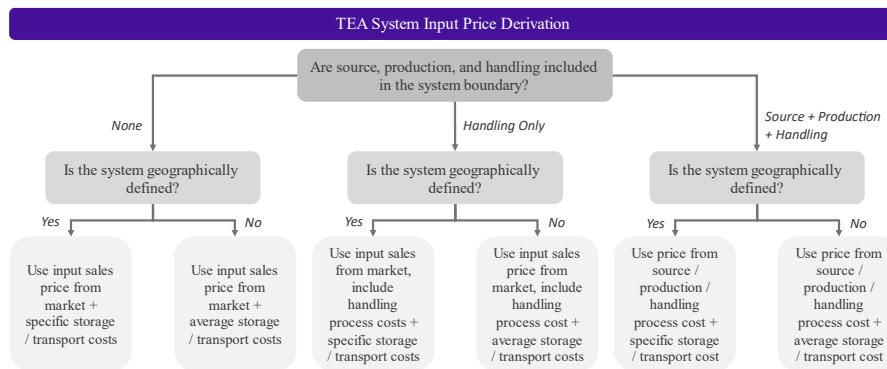 TEA System Input Price Derivation
Are source, production, and handling included
in the system boundary?
None
Handling Only
Source + Production
+ Handling
Is the system geographically
defined?
Is the system geographically
defined?
Is the system geographically
defined?
Yes
No
Yes
No
Yes
No
Use input sales
price from
market +
specific storage
/ transport costs
Use input sales
price from
market +
average storage
/ transport costs
Use input sales
from market,
include
handling
process costs +
specific storage
/ transport costs
Use input sales
price from
market, include
handling
process cost +
average storage
/ transport costs
Use price from
source /
production /
handling
process cost +
specific storage
/ transport cost
Use price from
source /
production /
handling
process cost +
average storage
/ transport cost